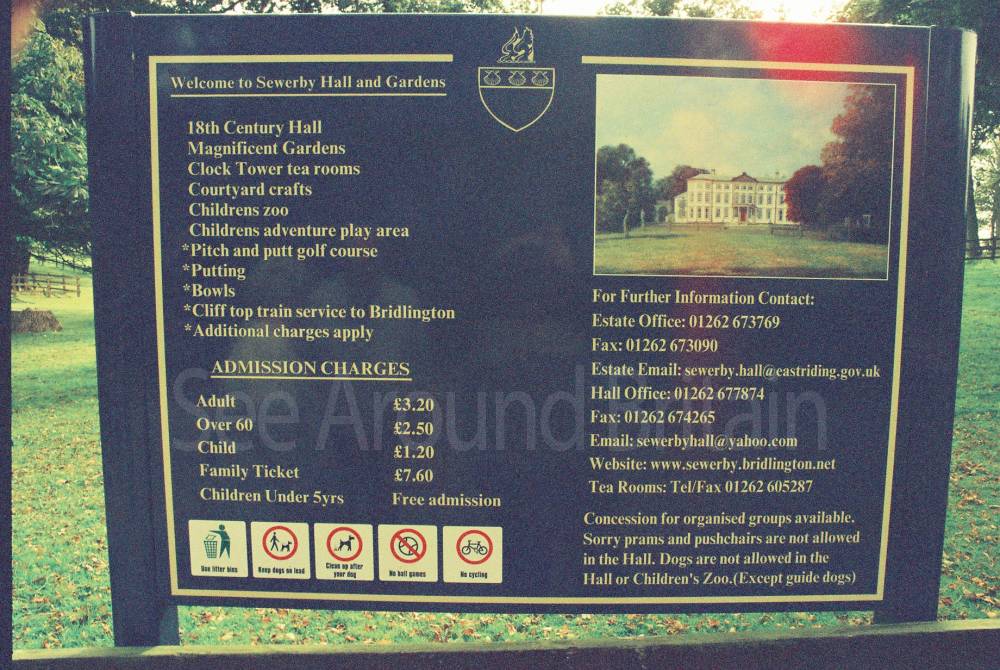 Welcome to Sewerby Hall and Gardens
18th Century Hall
Magnificent Gardens
Clock Tower tea rooms
Courtyard crafts
Childrens zoo
Childrens adventure play area
*Pitch and putt golf course
*Putting
*Bowls
*Cliff top train service to Bridlington
*Additional charges apply
ADMISSION CHARGES
Adult £3.20
Over 60 £2.50
Child £1.20
Family Ticket £7.60
Children Under 5yrs Free admission
Use litter bins
Keep dogs on lead
Clean up after
your dog
No ball games
No cycling
For Further Information Contact:
Estate Office: 01262 673769
Fax: 01262 673090
Estate Email: sewerby.hall@eastriding.gov.uk
Hall Office: 01262 677874
Fax: 01262 674265
Email: sewerbyhall@yahoo.com
Website: www.sewerby.bridlington.net
Tea Rooms: Tel/Fax 01262 605287
Concession for organised groups available.
Sorry prams and pushchairs are not allowed
in the Hall. Dogs are not allowed in the
Hall or Children's Zoo.(Except guide dogs)
See Around Britain